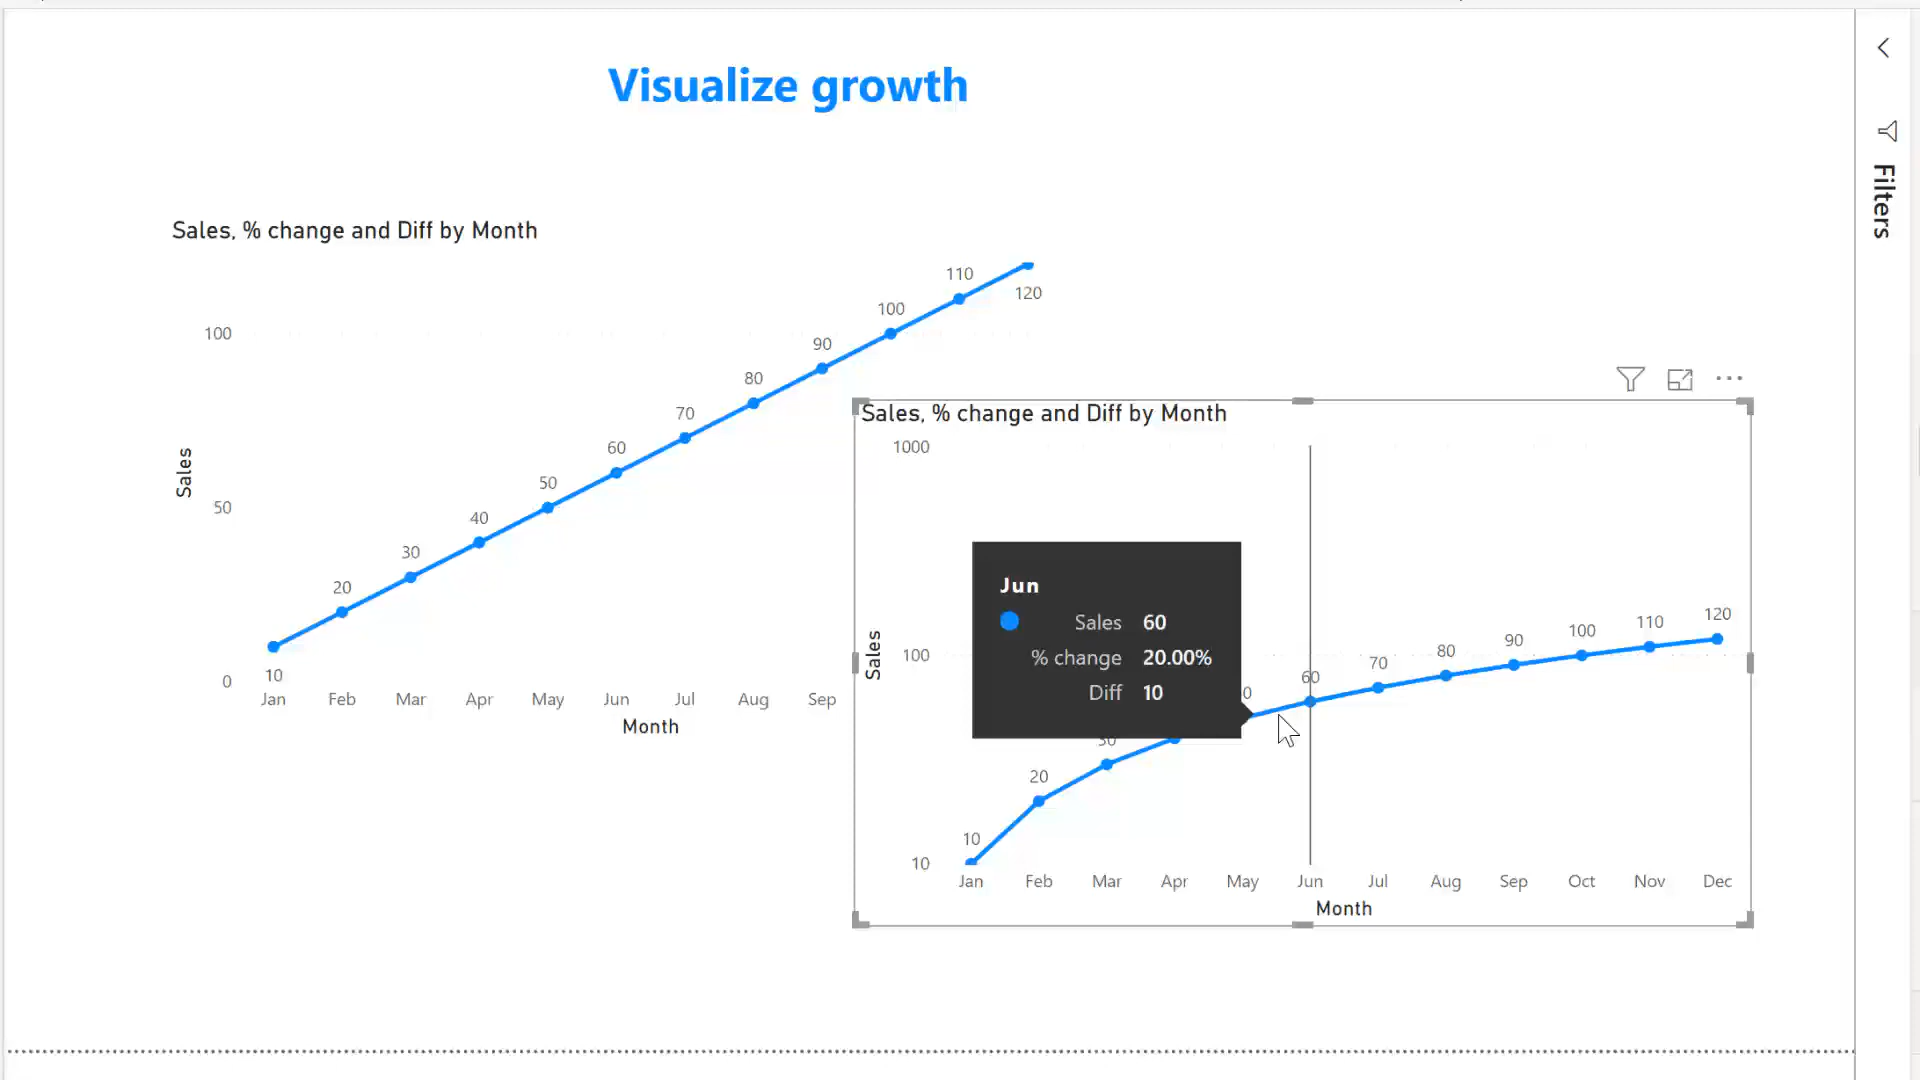 Visualize growth
Filters
Sales, % change and Diff by Month
110
120
100
100
90
80
70
60
Sales
50
50
40
30
20
10
0
Jan Feb Mar Apr May Jun Jul Aug Sep
Month
Sales, % change and Diff by Month
1000
Jun
Sales 60
% change 20.00%
Diff 10
Sales
100
120
110
100
90
80
70
60
0
30
20
10
10
Jan Feb Mar Apr May Jun Jul Aug Sep Oct Nov Dec
Month